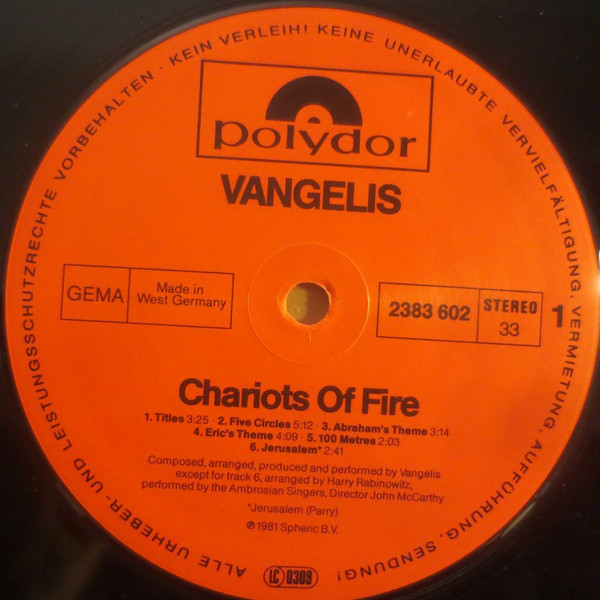 ALLE URHEBER- UND LEISTUNGSSCHUTZRECHTE VORBEHALTEN · KEIN VERLEIH! KEINE UNERLAUBTE VERVIELFÄLTIGUNG, VERMIETUNG, AUFFÜHRUNG, SENDUNG!
polydor
VANGELIS
GEMA
Made in
West Germany
2383 602
STEREO
33
1
Chariots Of Fire
1. Titles 3:25 · 2. Five Circles 5:12 · 3. Abraham's Theme 3:14
4. Eric's Theme 4:09 · 5. 100 Metres 2:03
6. Jerusalem* 2:41
Composed, arranged, produced and performed by Vangelis
except for track 6, arranged by Harry Rabinowitz,
performed by the Ambrosian Singers, Director John McCarthy
*Jerusalem (Parry)
℗ 1981 Spheric B.V.
LC 0309